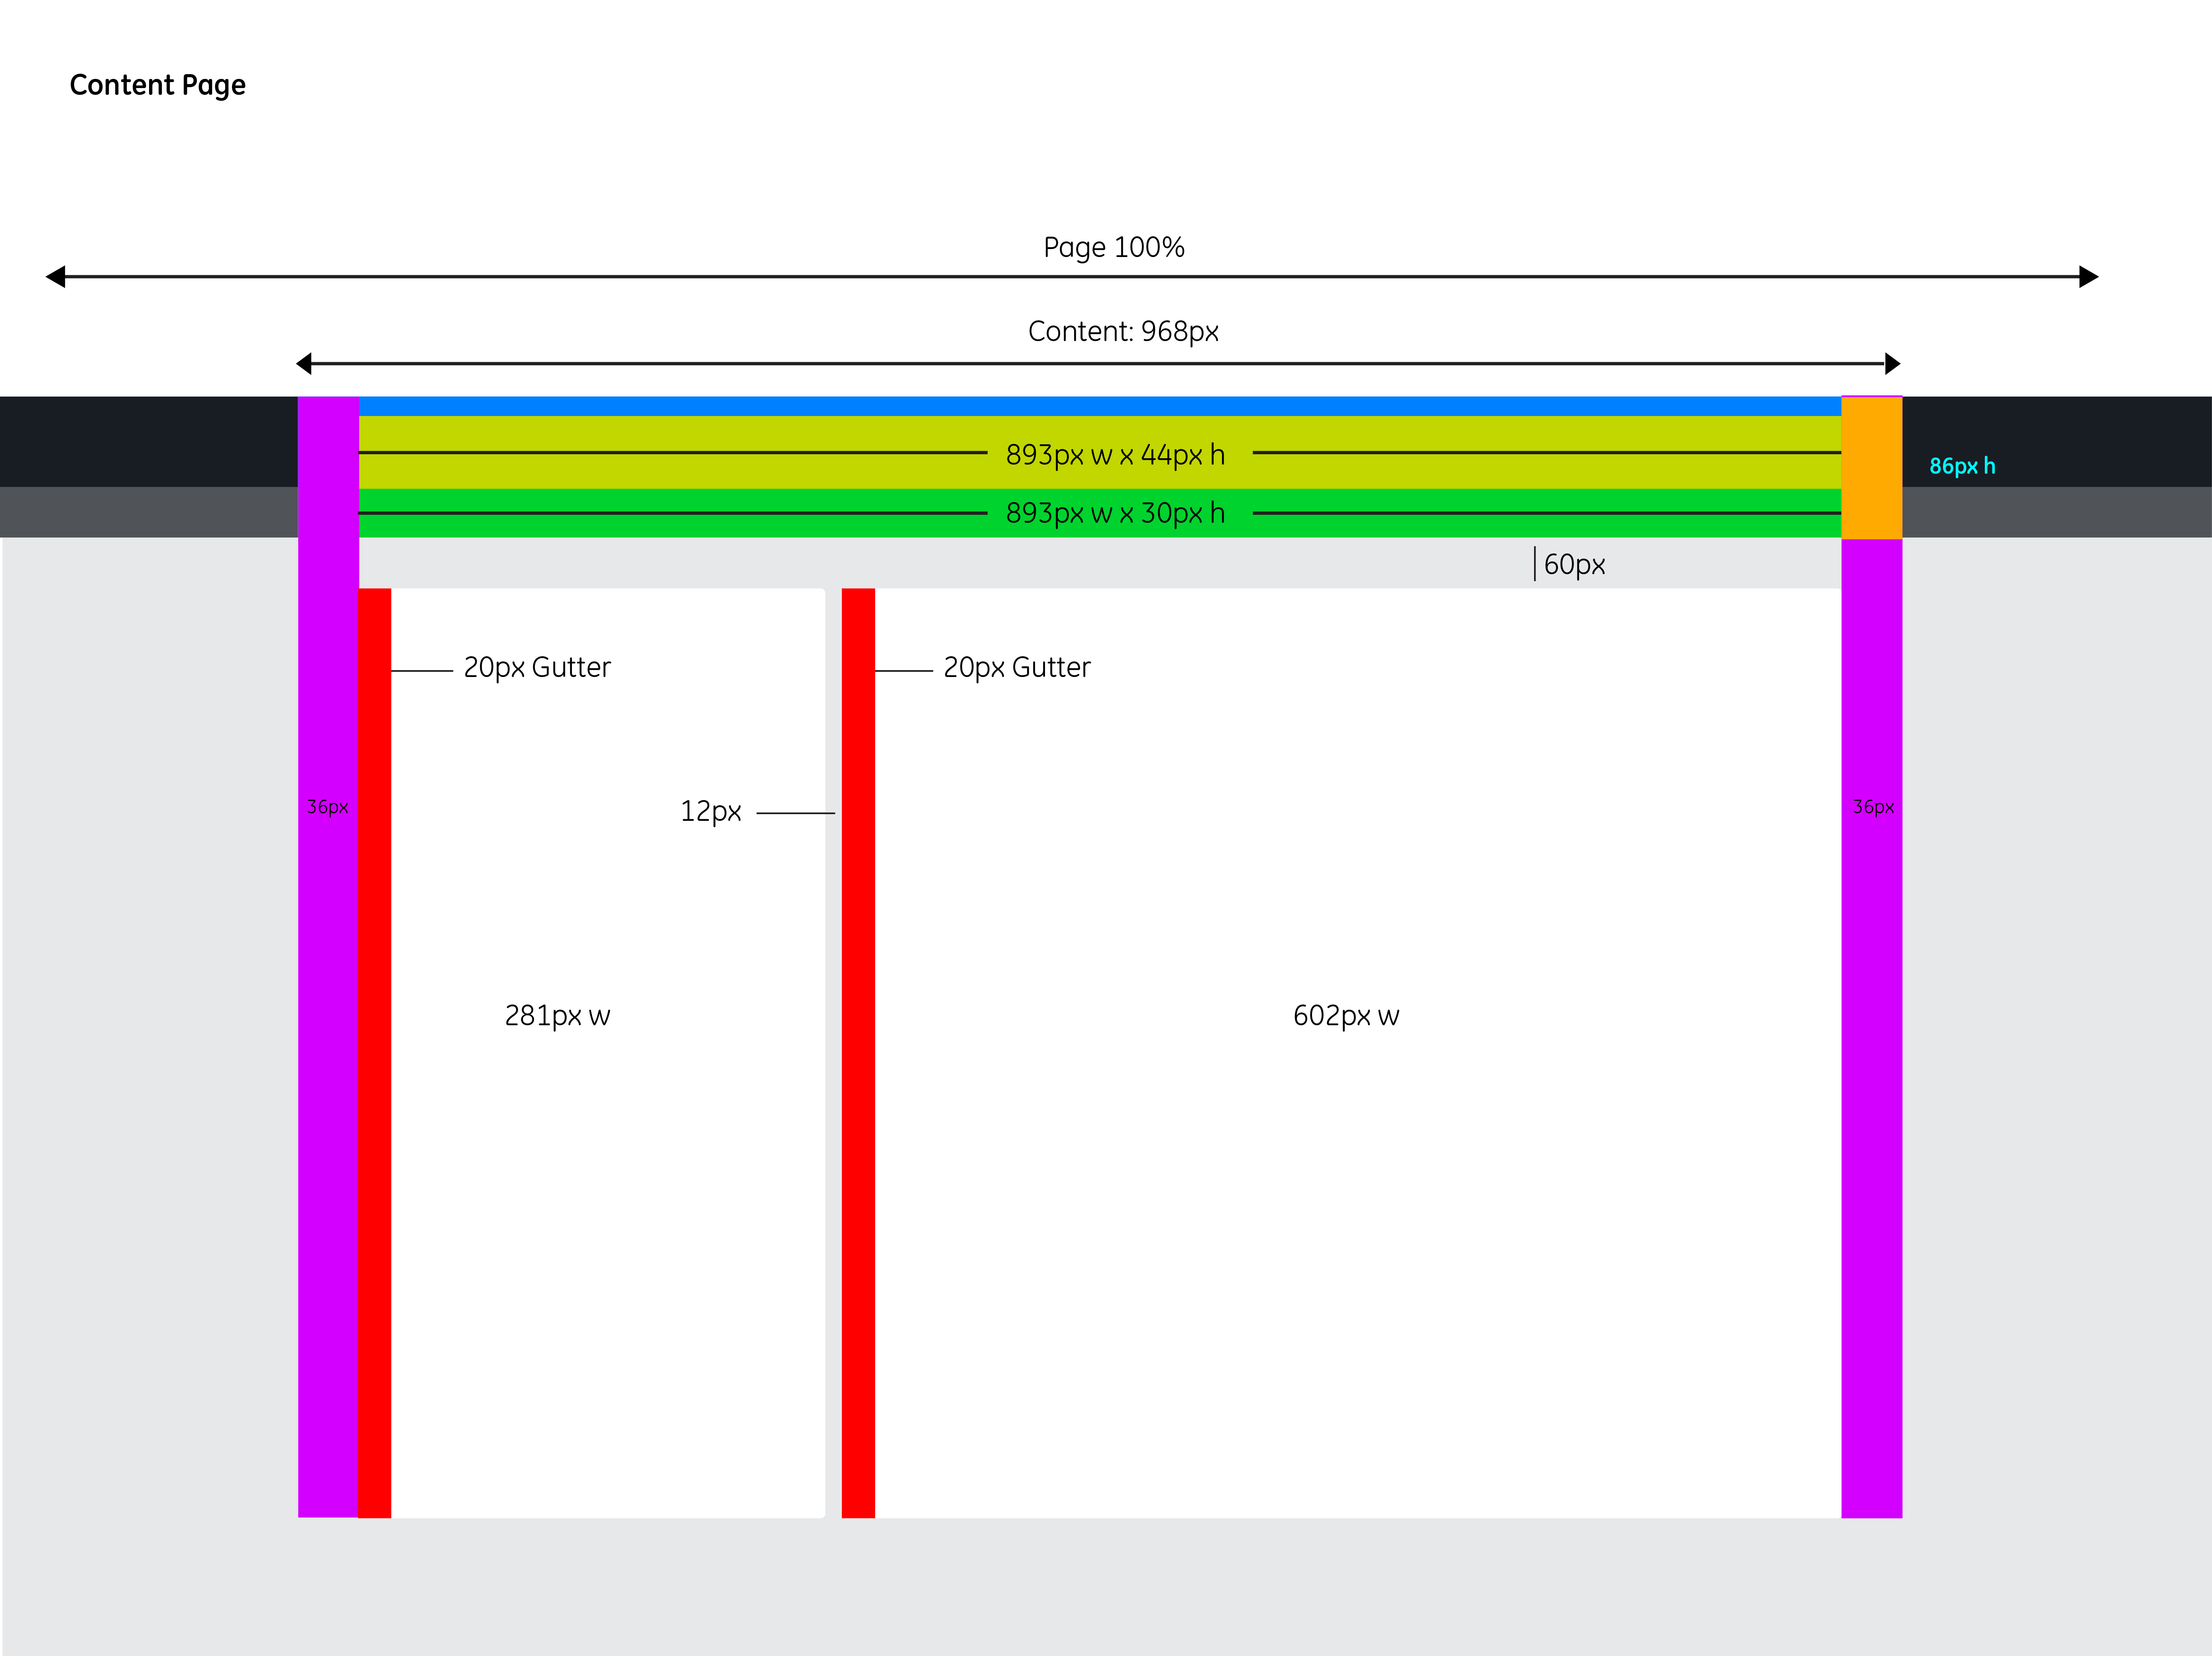 Content Page
Page 100%
Content: 968px
893px w x 44px h
86px h
893px w x 30px h
60px
20px Gutter
20px Gutter
36px
12px
36px
281px w
602px w